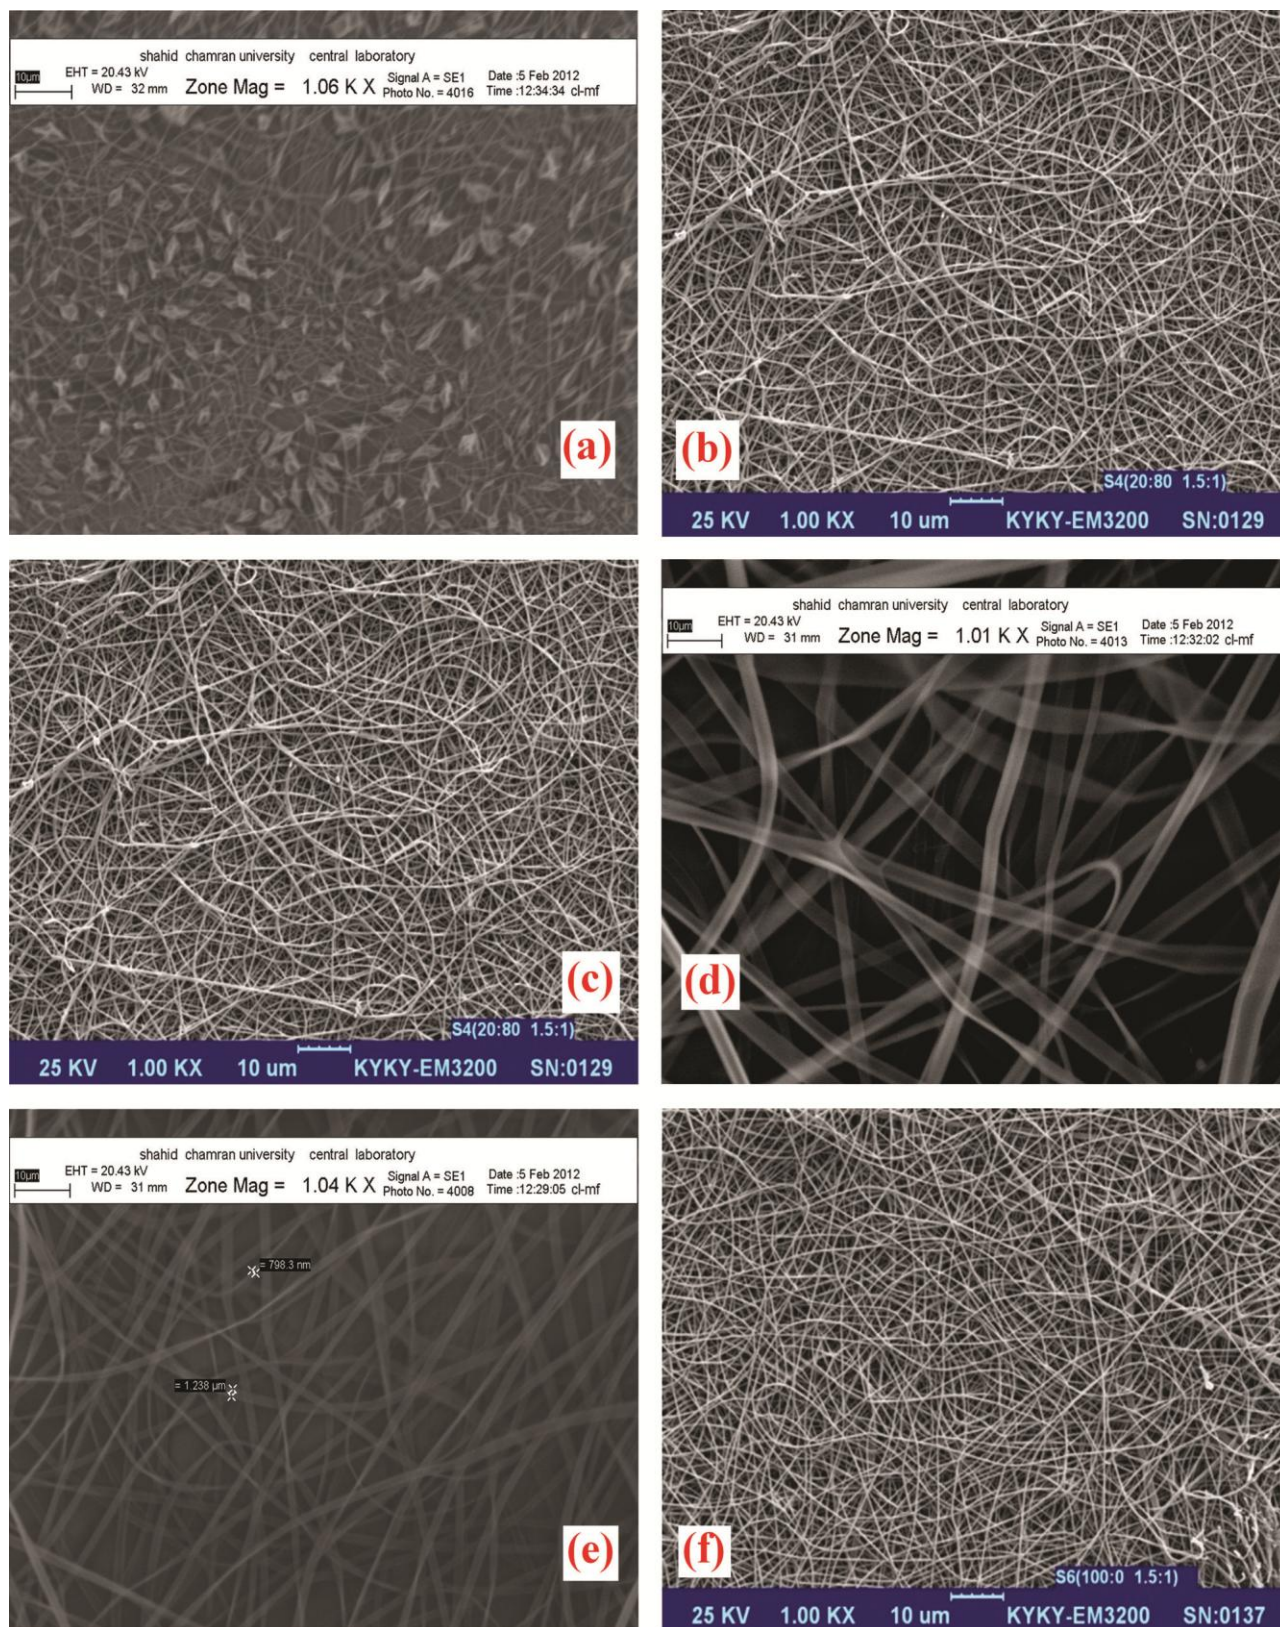 shahid chamran university central laboratory
10µm EHT = 20.43 kV WD = 32 mm Zone Mag = 1.06 K X Signal A = SE1 Photo No. = 4016 Date :5 Feb 2012 Time :12:34:34 cl-mf
(a)
(b)
S4(20:80 1.5:1)
25 KV 1.00 KX 10 um KYKY-EM3200 SN:0129
(c)
S4(20:80 1.5:1)
25 KV 1.00 KX 10 um KYKY-EM3200 SN:0129
shahid chamran university central laboratory
10µm EHT = 20.43 kV WD = 31 mm Zone Mag = 1.01 K X Signal A = SE1 Photo No. = 4013 Date :5 Feb 2012 Time :12:32:02 cl-mf
(d)
shahid chamran university central laboratory
10µm EHT = 20.43 kV WD = 31 mm Zone Mag = 1.04 K X Signal A = SE1 Photo No. = 4008 Date :5 Feb 2012 Time :12:29:05 cl-mf
= 798.3 nm
= 1.238 µm
(e)
(f)
S6(100:0 1.5:1)
25 KV 1.00 KX 10 um KYKY-EM3200 SN:0137